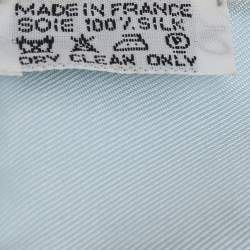 MADE IN FRANCE
SOIE 100% SILK
DRY CLEAN ONLY